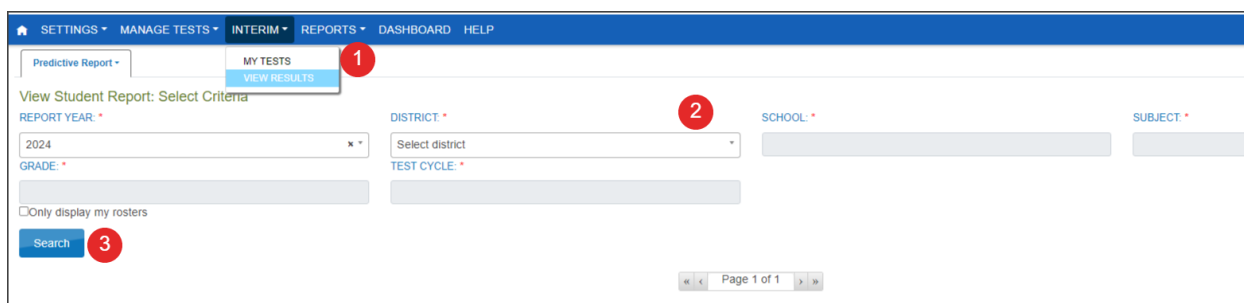 SETTINGS MANAGE TESTS INTERIM REPORTS DASHBOARD HELP
Predictive Report
MY TESTS
VIEW RESULTS
1
View Student Report: Select Criteria
REPORT YEAR: * DISTRICT: * 2 SCHOOL: * SUBJECT: *
2024 × Select district
GRADE: * TEST CYCLE: *
Only display my rosters
Search 3
« ‹ Page 1 of 1 › »